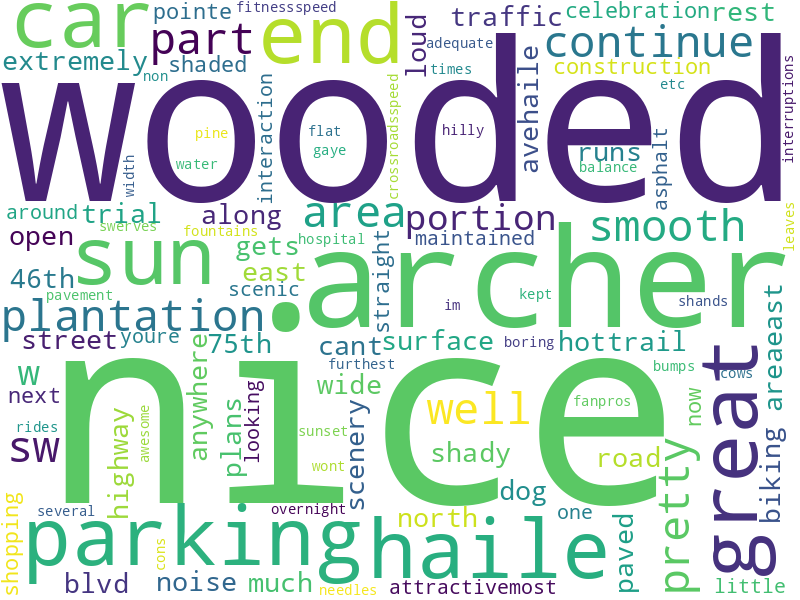 car
pointe
fitnessspeed
end
loud
traffic
celebration
rest
part
adequate
continue
extremely
shaded
non
times
construction
etc
wooded
interaction
crossroadsspeed
avehaile
interruptions
pine
flat
hilly
gaye
water
width
runs
balance
asphalt
around
trial
along
area
portion
smooth
leaves
swerves
fountains
open
sun
gets
hospital
maintained
archer
46th
east
straight
scenic
pavement
kept
im
shands
plantation
areaeast
street
youre
75th
cant
surface
boring
hottrail
next
w
anywhere
furthest
bumps
cows
great
nice
wide
looking
plans
scenery
well
fanpros
now
rides
awesome
highway
sunset
sw
shady
road
pretty
biking
wont
dog
shopping
several
overnight
north
one
parking
haile
paved
cons
blvd
noise
much
needles
attractivemost
little